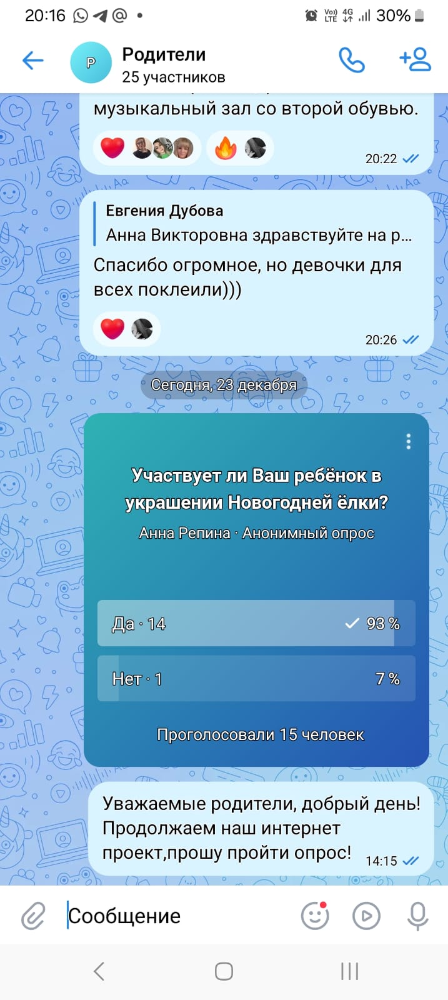 20:16
Vo))
LTE
4G
30%
Р
Родители
25 участников
музыкальный зал со второй обувью.
20:22
Евгения Дубова
Анна Викторовна здравствуйте на р...
Спасибо огромное, но девочки для
всех поклеили)))
20:26
Сегодня, 23 декабря
Участвует ли Ваш ребёнок в
украшении Новогодней ёлки?
Анна Репина · Анонимный опрос
Да · 14
93 %
Нет · 1
7 %
Проголосовали 15 человек
Уважаемые родители, добрый день!
Продолжаем наш интернет
проект,прошу пройти опрос!
14:15
Сообщение